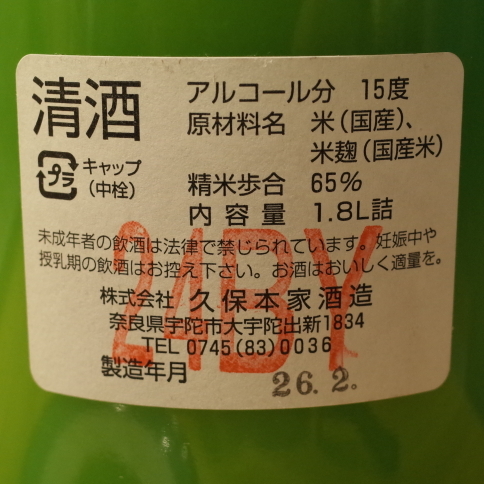 清酒
アルコール分 15度
原材料名 米(国産)、
米麹(国産米)
プラ
キャップ
(中栓)
精米歩合 65%
内容量 1.8L詰
未成年者の飲酒は法律で禁じられています。妊娠中や
授乳期の飲酒はお控え下さい。お酒はおいしく適量を。
株式会社 久保本家酒造
奈良県宇陀市大宇陀出新1834
TEL 0745(83)0036
製造年月 26.2.
24BY